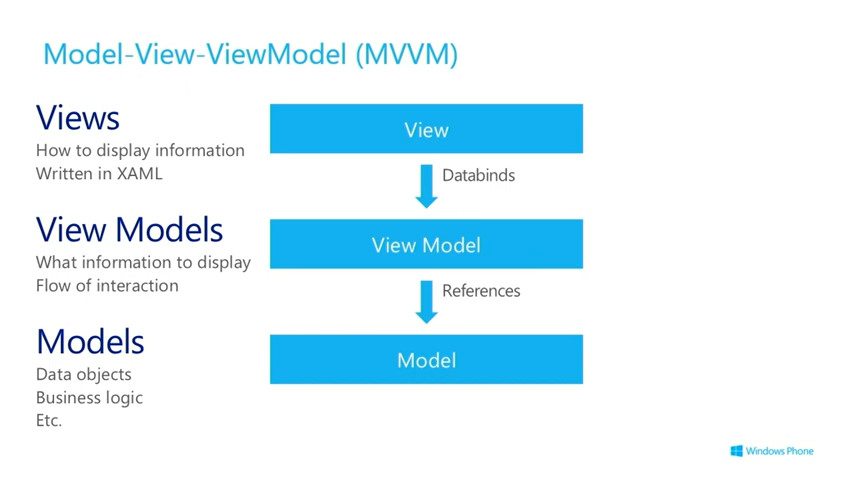 Model-View-ViewModel (MVVM)
Views
How to display information
Written in XAML
View Models
What information to display
Flow of interaction
Models
Data objects
Business logic
Etc.
View
Databinds
View Model
References
Model
Windows Phone